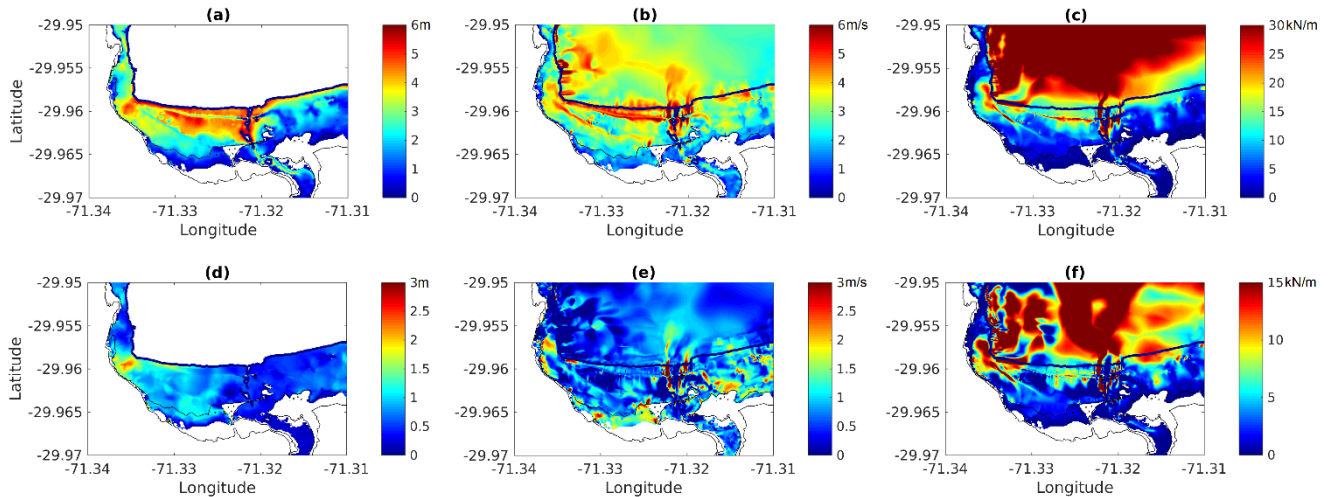 (a) (b) (c)
-29.95 6m -29.95 6m/s -29.95 30kN/m
5 5 25
-29.955 -29.955 -29.955
4 4 20
-29.96 3 -29.96 3 -29.96 15
2 2 10
-29.965 -29.965 -29.965
1 1 5
-29.97 0 -29.97 0 -29.97 0
-71.34 -71.33 -71.32 -71.31 -71.34 -71.33 -71.32 -71.31 -71.34 -71.33 -71.32 -71.31
Latitude
Longitude Longitude Longitude
(d) (e) (f)
-29.95 3m -29.95 3m/s -29.95 15kN/m
2.5 2.5
-29.955 -29.955 -29.955
2 2 10
-29.96 1.5 -29.96 1.5 -29.96
1 1 5
-29.965 -29.965 -29.965
0.5 0.5
-29.97 0 -29.97 0 -29.97 0
-71.34 -71.33 -71.32 -71.31 -71.34 -71.33 -71.32 -71.31 -71.34 -71.33 -71.32 -71.31
Latitude
Longitude Longitude Longitude